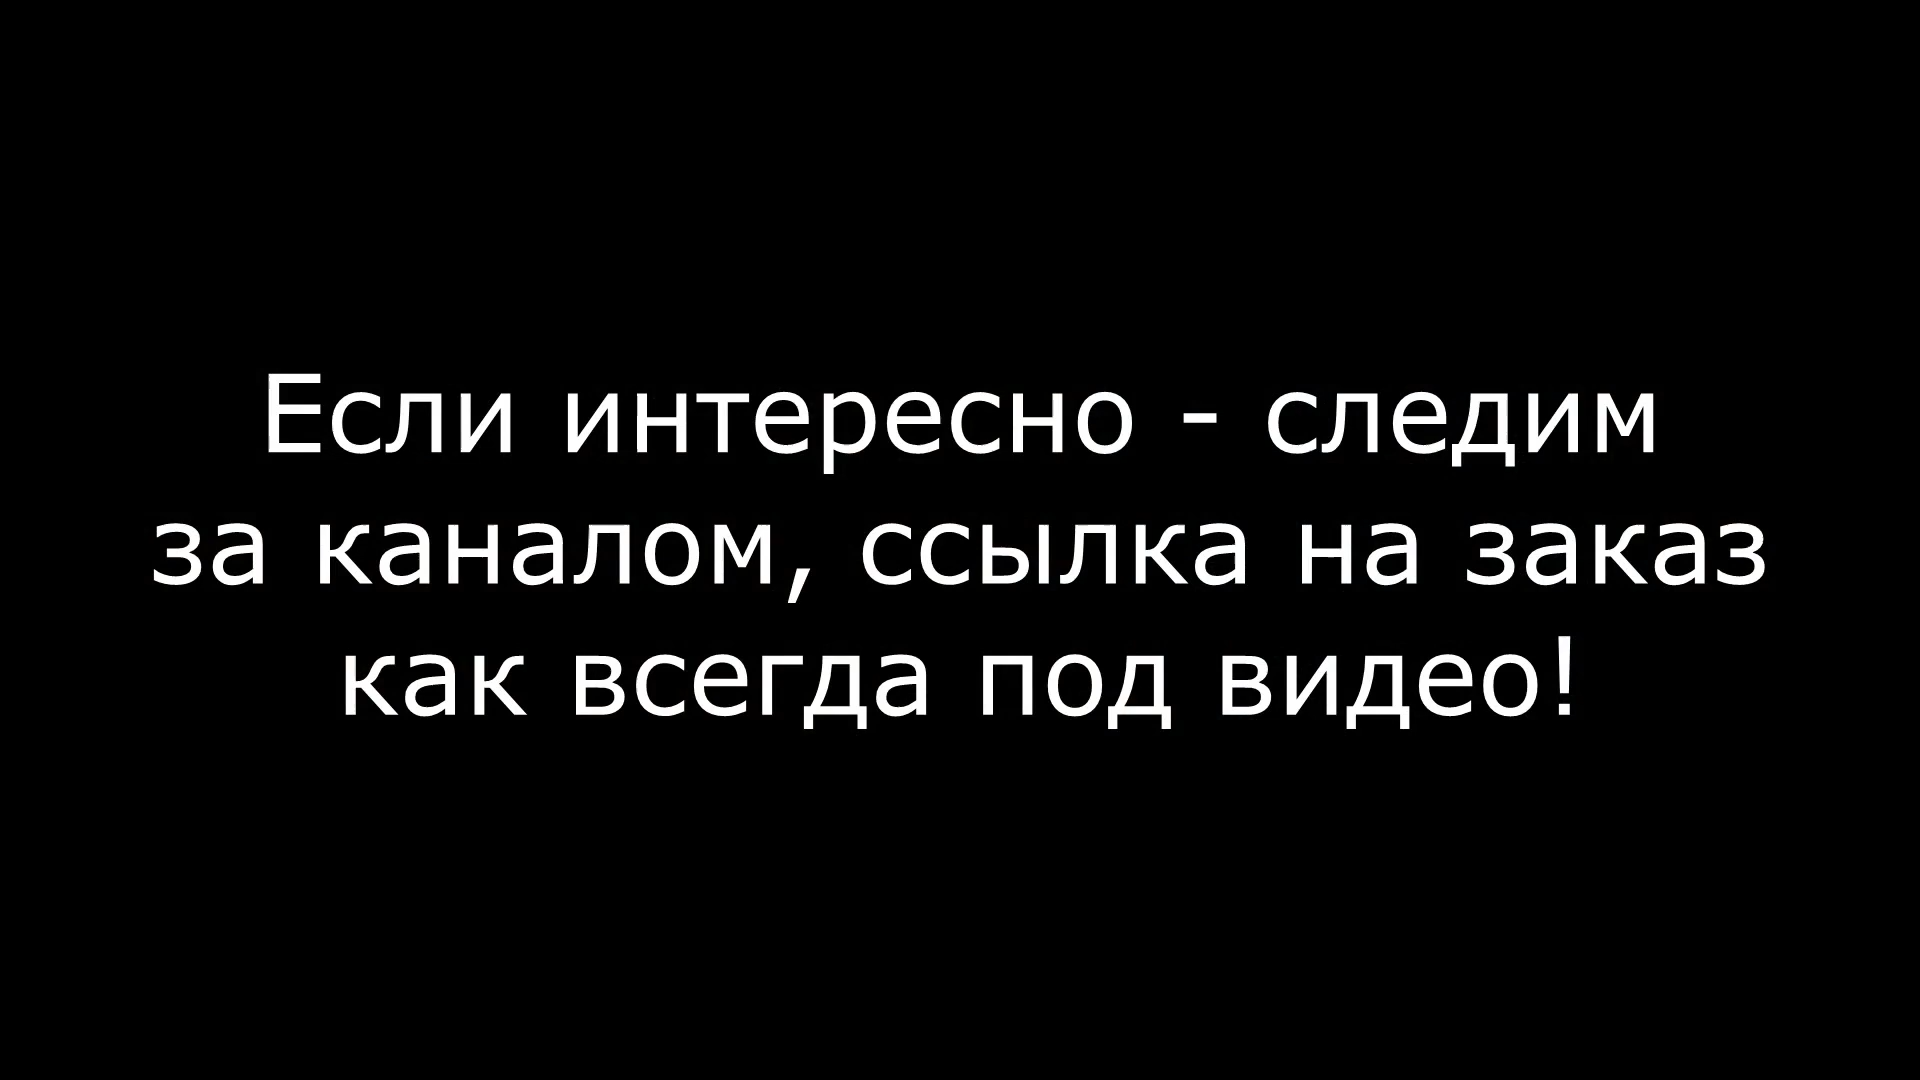 Если интересно - следим
за каналом, ссылка на заказ
как всегда под видео!